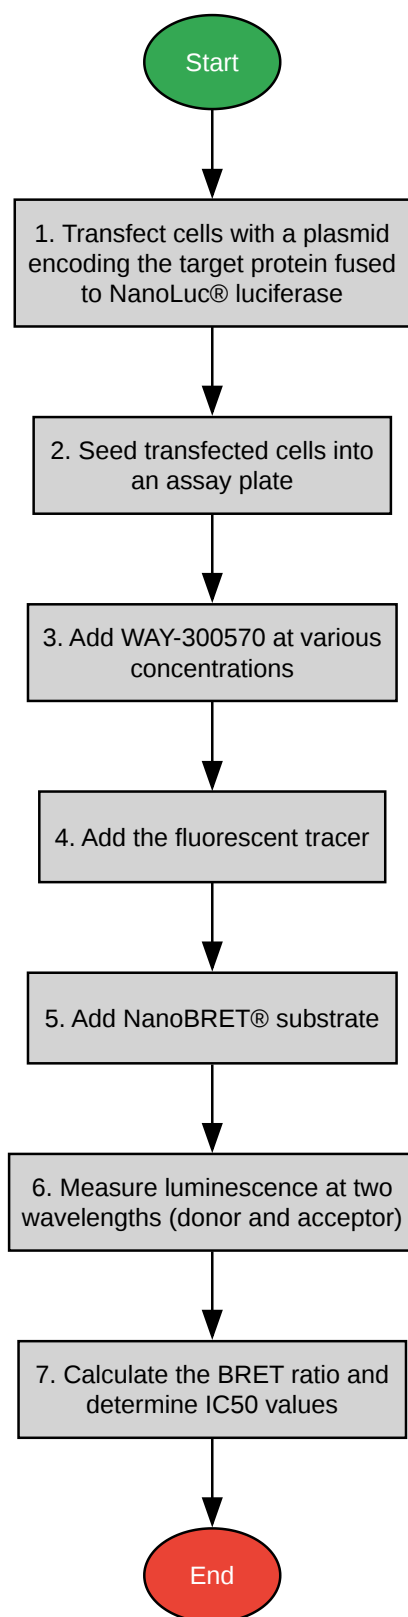 Start
1. Transfect cells with a plasmid
encoding the target protein fused
to NanoLuc® luciferase
2. Seed transfected cells into
an assay plate
3. Add WAY-300570 at various
concentrations
4. Add the fluorescent tracer
5. Add NanoBRET® substrate
6. Measure luminescence at two
wavelengths (donor and acceptor)
7. Calculate the BRET ratio and
determine IC50 values
End